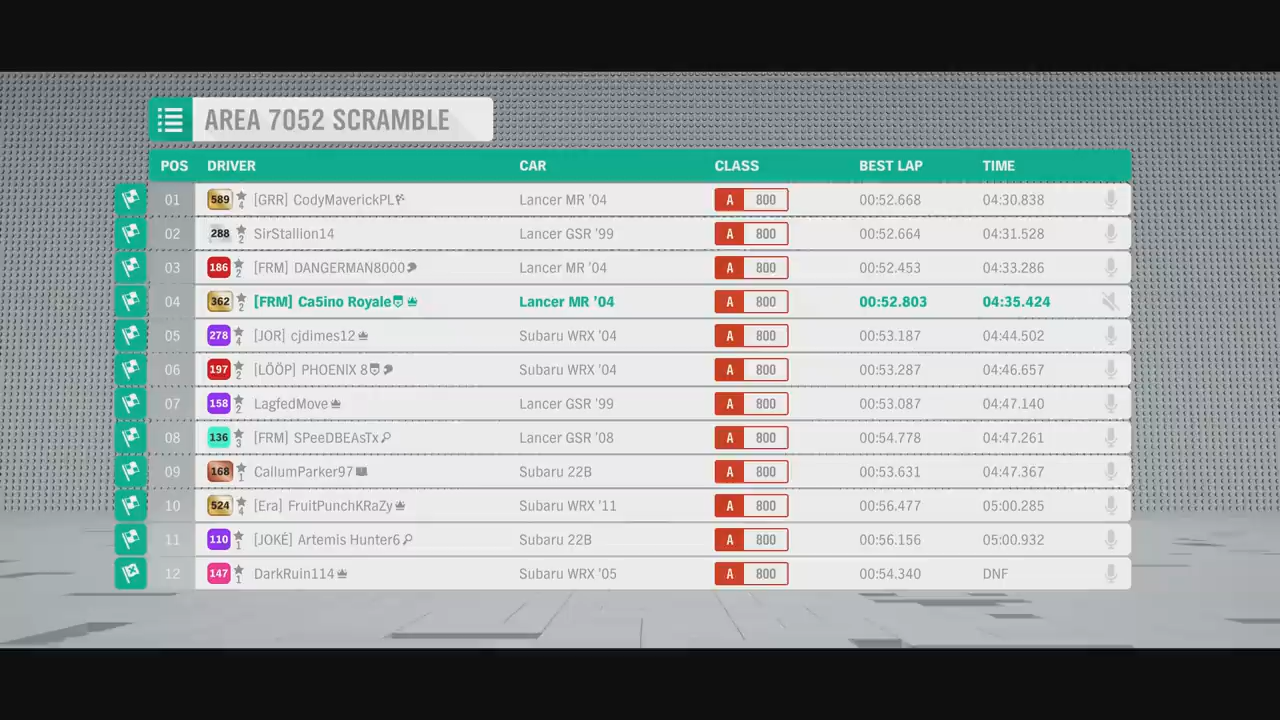 AREA 7052 SCRAMBLE
POS DRIVER CAR CLASS BEST LAP TIME
01 589 4 [GRR] CodyMaverickPL Lancer MR '04 A 800 00:52.668 04:30.838
02 288 2 SirStallion14 Lancer GSR '99 A 800 00:52.664 04:31.528
03 186 2 [FRM] DANGERMAN8000 Lancer MR '04 A 800 00:52.453 04:33.286
04 362 2 [FRM] Ca5ino Royale Lancer MR '04 A 800 00:52.803 04:35.424
05 278 4 [JOR] cjdimes12 Subaru WRX '04 A 800 00:53.187 04:44.502
06 197 2 [LÖÖP] PHOENIX 8 Subaru WRX '04 A 800 00:53.287 04:46.657
07 158 2 LagfedMove Lancer GSR '99 A 800 00:53.087 04:47.140
08 136 3 [FRM] SPeeDBEAsTx Lancer GSR '08 A 800 00:54.778 04:47.261
09 168 1 CallumParker97 Subaru 22B A 800 00:53.631 04:47.367
10 524 4 [Era] FruitPunchKRaZy Subaru WRX '11 A 800 00:56.477 05:00.285
11 110 1 [JOKÉ] Artemis Hunter6 Subaru 22B A 800 00:56.156 05:00.932
12 147 1 DarkRuin114 Subaru WRX '05 A 800 00:54.340 DNF